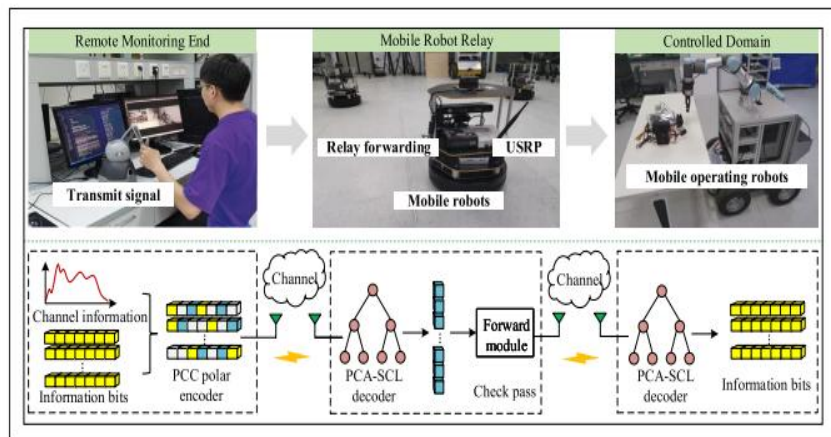 Remote Monitoring End
Mobile Robot Relay
Controlled Domain
Transmit signal
Relay forwarding
USRP
Mobile robots
Mobile operating robots
Channel information
Information bits
PCC polar
encoder
Channel
PCA-SCL
decoder
Forward
module
Check pass
Channel
PCA-SCL
decoder
Information bits